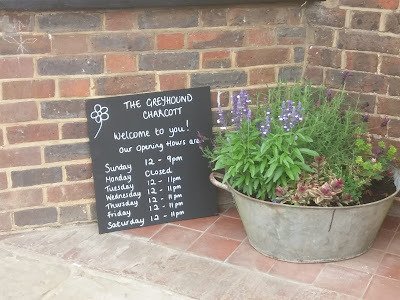 THE GREYHOUND
CHARCOTT
Welcome to you!
Our Opening Hours are:
Sunday 12 - 9pm
Monday Closed
Tuesday 12 - 11pm
Wednesday 12 - 11pm
Thursday 12 - 11pm
Friday 12 - 11pm
Saturday 12 - 11pm